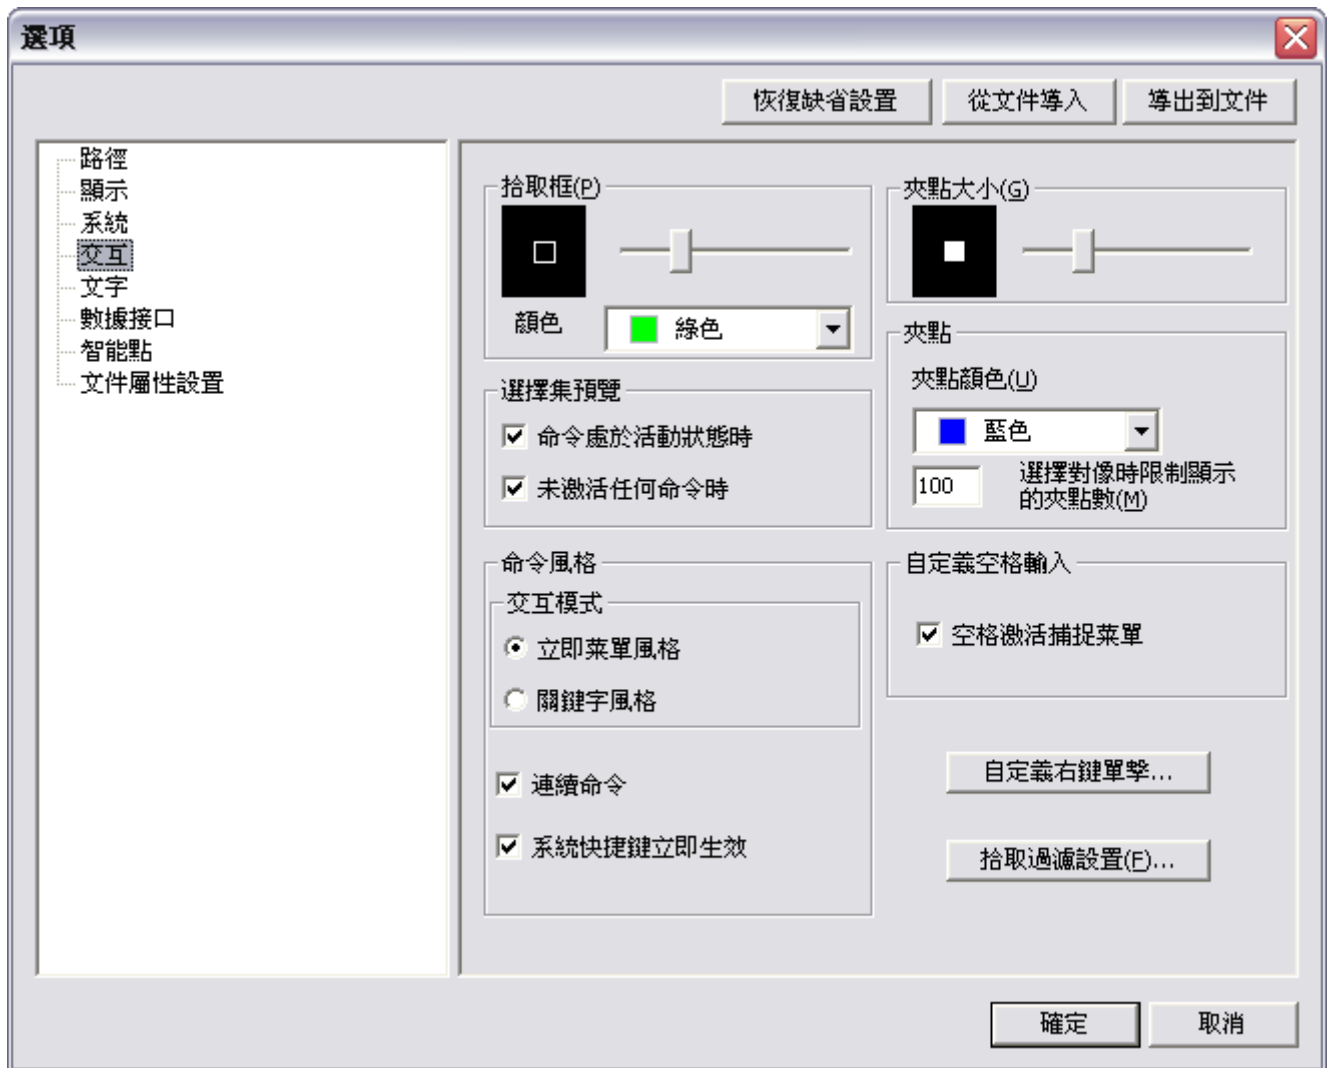 選項
恢復缺省設置 從文件導入 導出到文件
路徑
顯示
系統
交互
文字
數據接口
智能點
文件屬性設置
拾取框(P)
顏色
綠色
選擇集預覽
命令處於活動狀態時
未激活任何命令時
命令風格
交互模式
立即菜單風格
關鍵字風格
連續命令
系統快捷鍵立即生效
夾點大小(G)
夾點
夾點顏色(U)
藍色
100
選擇對像時限制顯示
的夾點數(M)
自定義空格輸入
空格激活捕捉菜單
自定義右鍵單擊...
拾取過濾設置(F)...
確定 取消